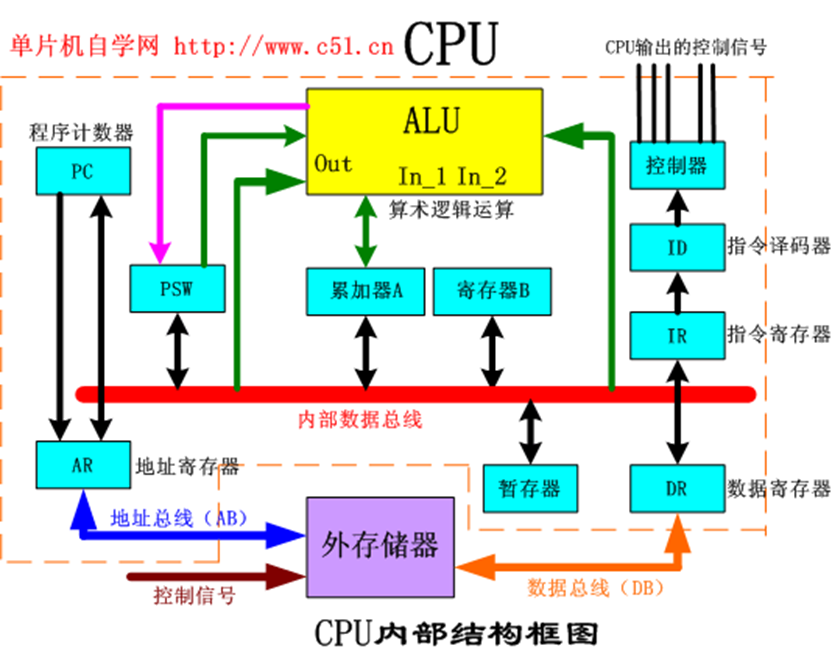 单片机自学网 http://www.c51.cn
CPU
CPU输出的控制信号
程序计数器
PC
ALU
Out
In_1 In_2
算术逻辑运算
控制器
ID
指令译码器
PSW
累加器A
寄存器B
IR
指令寄存器
内部数据总线
AR
地址寄存器
暂存器
DR
数据寄存器
地址总线（AB）
外存储器
控制信号
数据总线（DB）
CPU内部结构框图